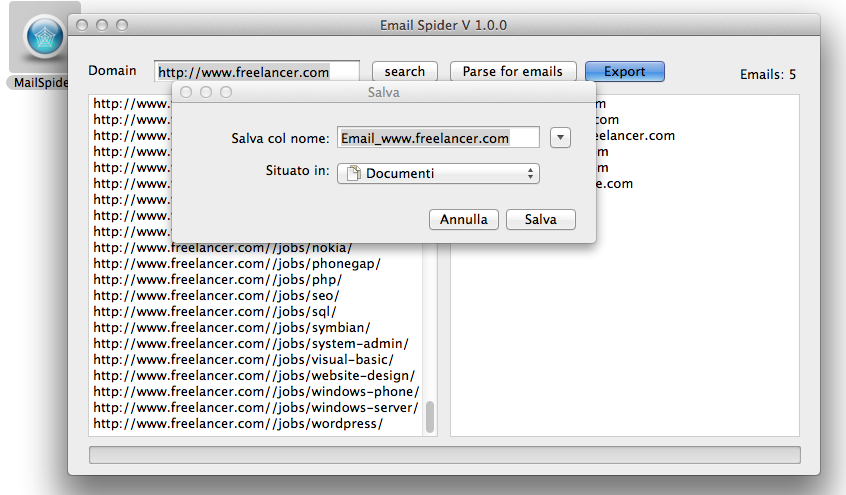 Email Spider V 1.0.0
MailSpide
Domain http://www.freelancer.com search Parse for emails Export Emails: 5
Salva
Salva col nome: Email_www.freelancer.com
Situato in: Documenti
Annulla Salva
http://www.
http://www.
http://www.
http://www.
http://www.
http://www.
http://www.
http://www.
http://www.
http://www.freelancer.com//jobs/nokia/
http://www.freelancer.com//jobs/phonegap/
http://www.freelancer.com//jobs/php/
http://www.freelancer.com//jobs/seo/
http://www.freelancer.com//jobs/sql/
http://www.freelancer.com//jobs/symbian/
http://www.freelancer.com//jobs/system-admin/
http://www.freelancer.com//jobs/visual-basic/
http://www.freelancer.com//jobs/website-design/
http://www.freelancer.com//jobs/windows-phone/
http://www.freelancer.com//jobs/windows-server/
http://www.freelancer.com//jobs/wordpress/
om
.com
eelancer.com
m
om
e.com